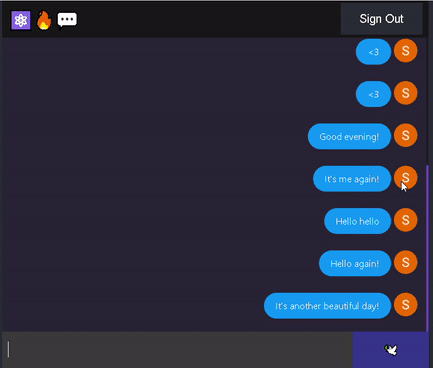 Sign Out
<3
S
<3
S
Good evening!
S
It's me again!
S
Hello hello
S
Hello again!
S
It's another beautiful day!
S